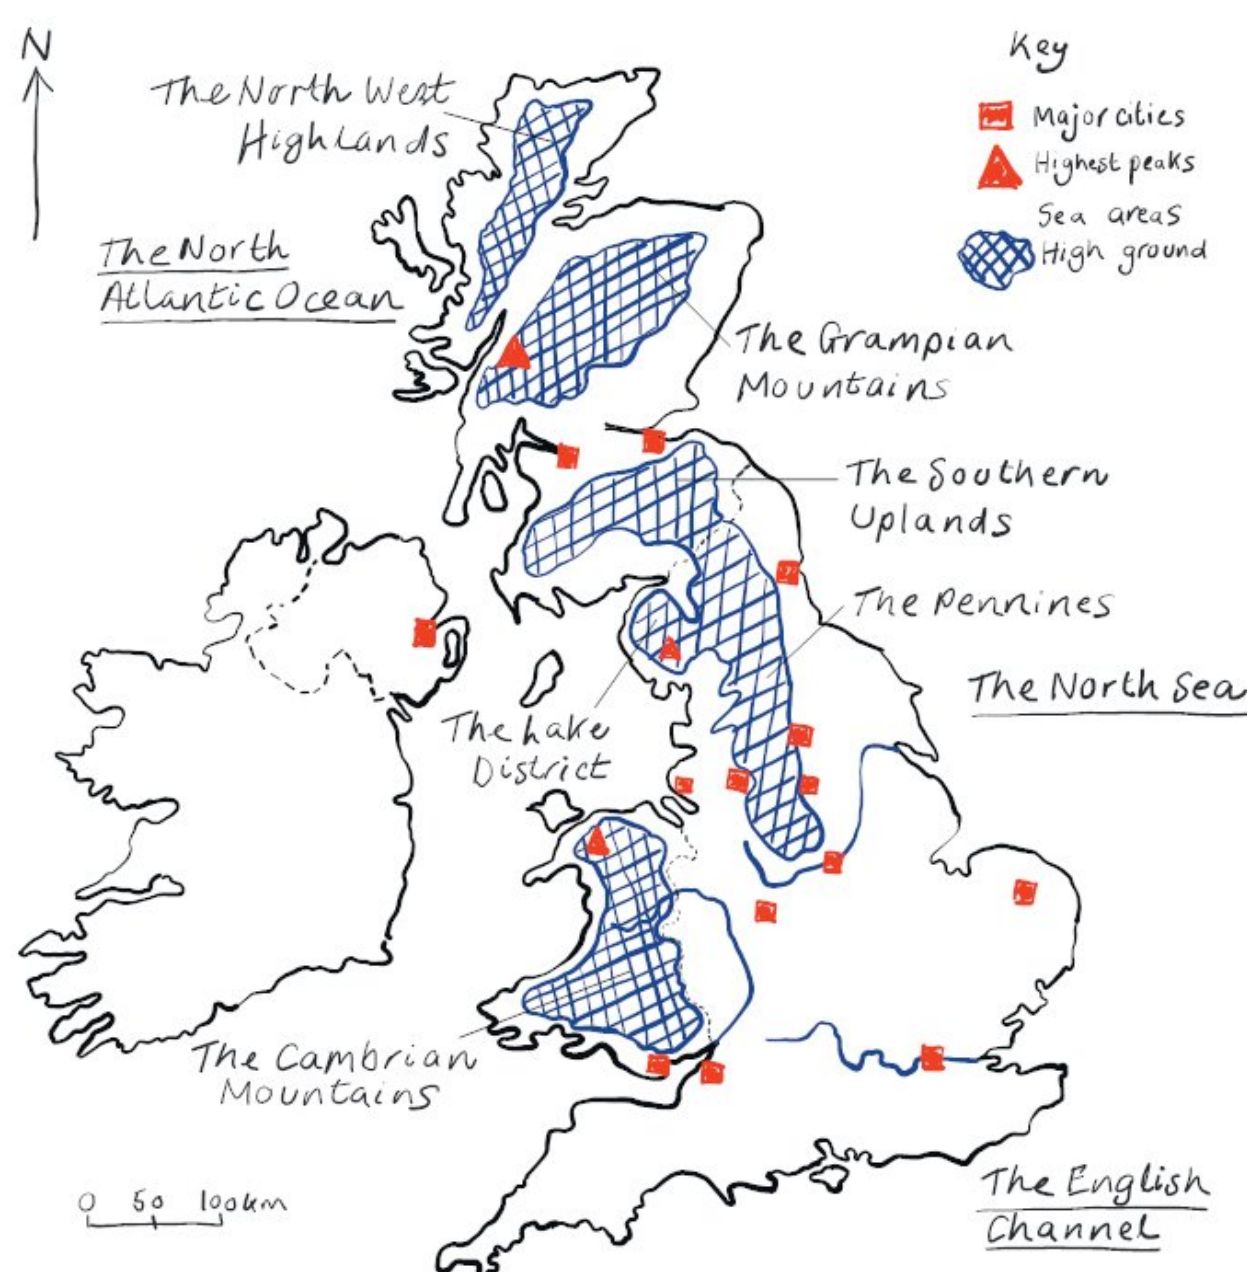 N
The North West
Highlands
Key
Major cities
Highest peaks
Sea areas
High ground
The North
Atlantic Ocean
The Grampian
Mountains
The Southern
Uplands
The Pennines
The North Sea
The Lake
District
The Cambrian
Mountains
0 50 100km
The English
Channel